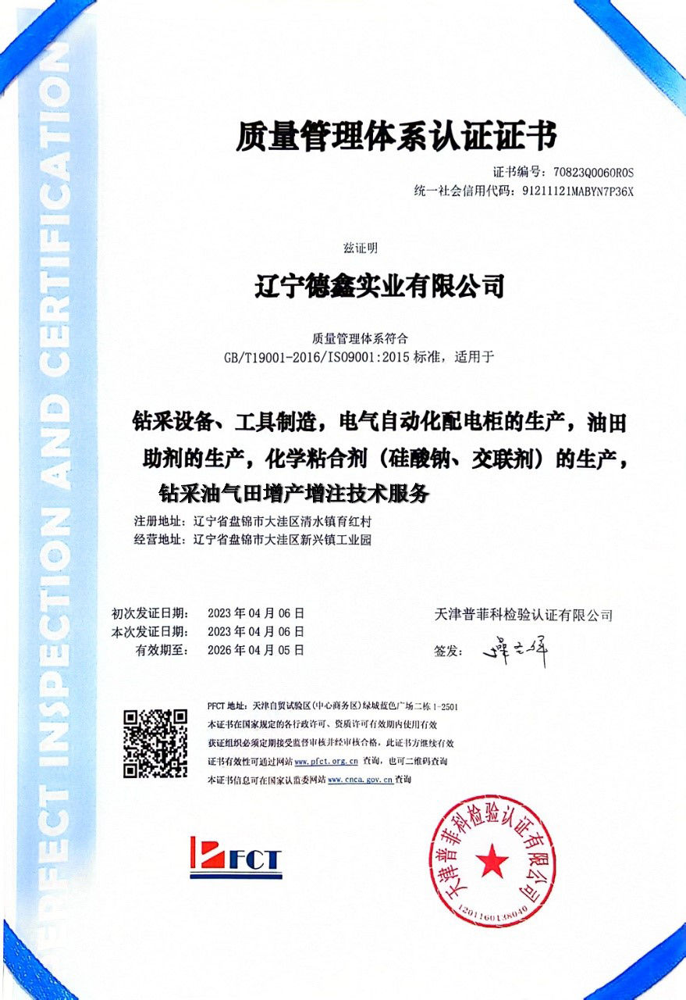 PERFECT INSPECTION AND CERTIFICATION
质量管理体系认证证书
证书编号：70823Q0060R0S
统一社会信用代码：91211121MABYN7P36X
兹证明
辽宁德鑫实业有限公司
质量管理体系符合
GB/T19001-2016/ISO9001:2015 标准，适用于
钻采设备、工具制造，电气自动化配电柜的生产，油田
助剂的生产，化学粘合剂（硅酸钠、交联剂）的生产，
钻采油气田增产增注技术服务
注册地址：辽宁省盘锦市大洼区清水镇育红村
经营地址：辽宁省盘锦市大洼区新兴镇工业园
初次发证日期： 2023 年 04 月 06 日
本次发证日期： 2023 年 04 月 06 日
有效期至： 2026 年 04 月 05 日
天津普菲科检验认证有限公司
签发：
PFCT 地址：天津自贸试验区(中心商务区)绿城蓝色广场二栋 1-2501
本证书在国家规定的各行政许可、资质许可有效期内使用有效
获证组织必须定期接受监督审核并经审核合格，此证书方继续有效
证书有效性可通过网站 www.pfct.org.cn 查询，也可二维码查询
本证书信息可在国家认监委网站 www.cnca.gov.cn 查询
PFCT
天津普菲科检验认证有限公司
1201160138040